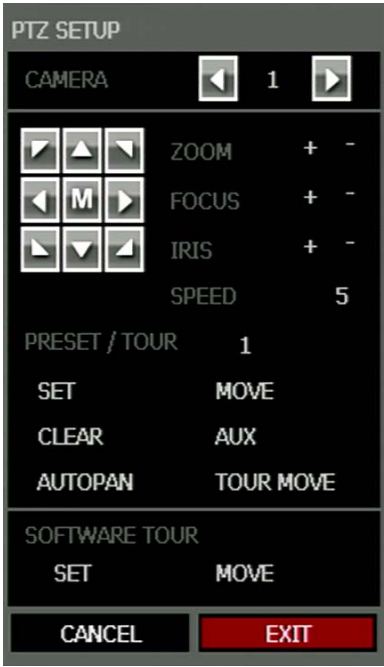 PTZ SETUP
CAMERA 1
ZOOM + -
M FOCUS + -
IRIS + -
SPEED 5
PRESET / TOUR 1
SET MOVE
CLEAR AUX
AUTOPAN TOUR MOVE
SOFTWARE TOUR
SET MOVE
CANCEL EXIT